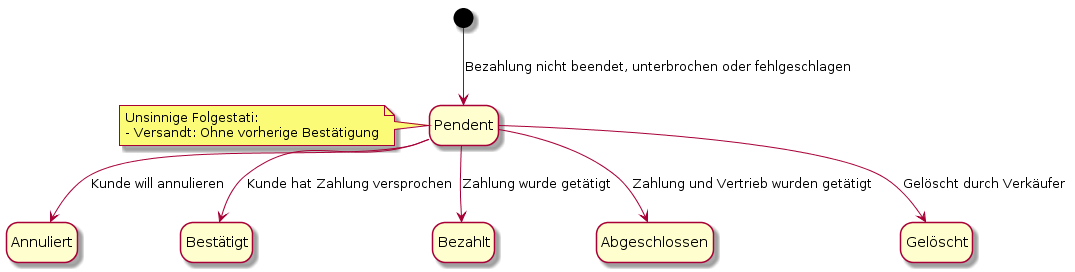 Bezahlung nicht beendet, unterbrochen oder fehlgeschlagen
Unsinnige Folgestati:
- Versandt: Ohne vorherige Bestätigung
Pendent
Kunde will annulieren
Kunde hat Zahlung versprochen
Zahlung wurde getätigt
Zahlung und Vertrieb wurden getätigt
Gelöscht durch Verkäufer
Annuliert
Bestätigt
Bezahlt
Abgeschlossen
Gelöscht